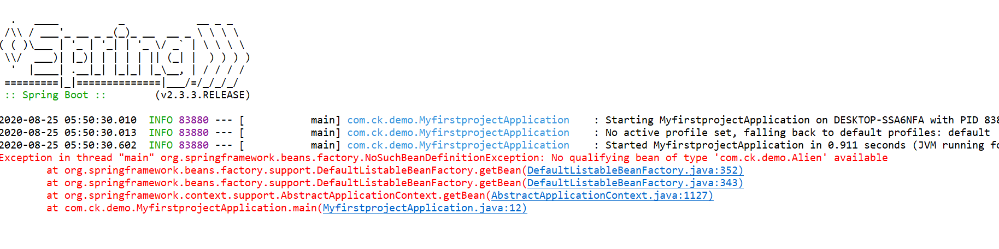 .   ____          _            __ _ _
 /\\ / ___'_ __ _ _(_)_ __  __ _ \ \ \ \
( ( )\___ | '_ | '_| | '_ \/ _` | \ \ \ \
 \\/  ___)| |_)| | | | | || (_| |  ) ) ) )
  '  |____| .__|_| |_|_| |_\__, | / / / /
 =========|_|==============|___/=/_/_/_/
 :: Spring Boot ::        (v2.3.3.RELEASE)
2020-08-25 05:50:30.010  INFO 83880 --- [           main] com.ck.demo.MyfirstprojectApplication    : Starting MyfirstprojectApplication on DESKTOP-SSA6NFA with PID 838
2020-08-25 05:50:30.013  INFO 83880 --- [           main] com.ck.demo.MyfirstprojectApplication    : No active profile set, falling back to default profiles: default
2020-08-25 05:50:30.602  INFO 83880 --- [           main] com.ck.demo.MyfirstprojectApplication    : Started MyfirstprojectApplication in 0.911 seconds (JVM running fo
Exception in thread "main" org.springframework.beans.factory.NoSuchBeanDefinitionException: No qualifying bean of type 'com.ck.demo.Alien' available
	at org.springframework.beans.factory.support.DefaultListableBeanFactory.getBean(DefaultListableBeanFactory.java:352)
	at org.springframework.beans.factory.support.DefaultListableBeanFactory.getBean(DefaultListableBeanFactory.java:343)
	at org.springframework.context.support.AbstractApplicationContext.getBean(AbstractApplicationContext.java:1127)
	at com.ck.demo.MyfirstprojectApplication.main(MyfirstprojectApplication.java:12)